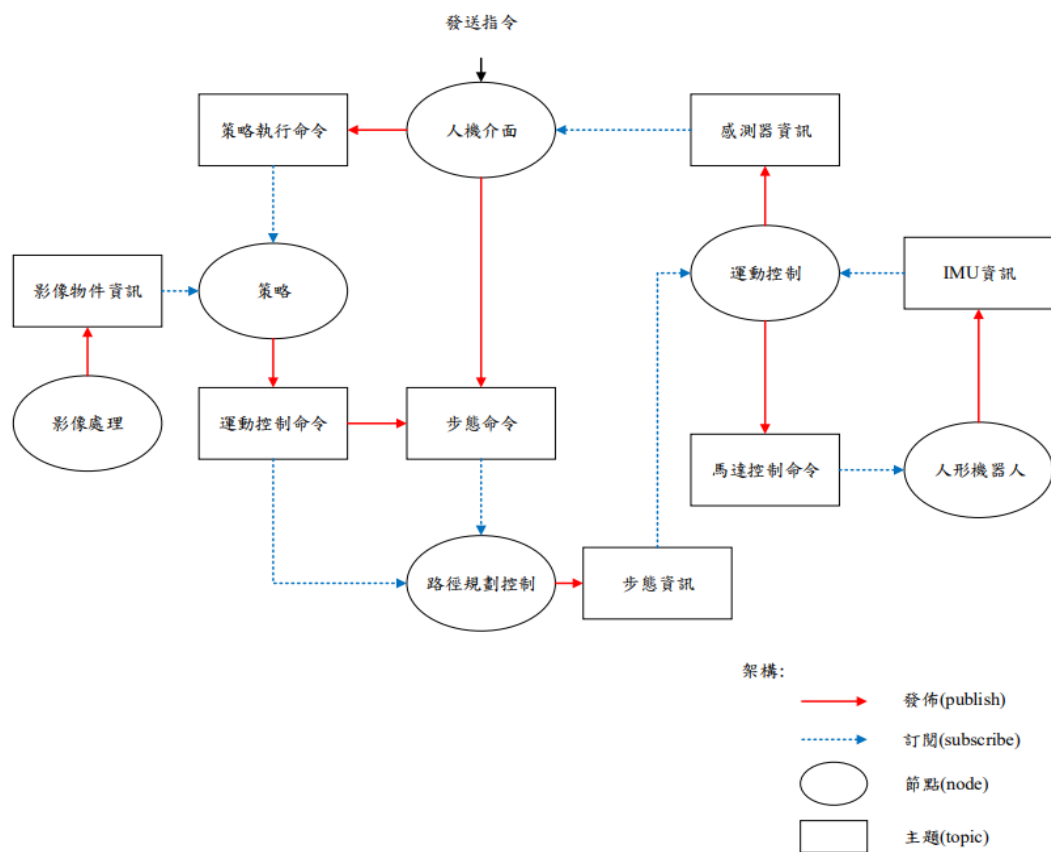 發送指令
策略執行命令
人機介面
感測器資訊
影像物件資訊
策略
運動控制
IMU資訊
影像處理
運動控制命令
步態命令
馬達控制命令
人形機器人
路徑規劃控制
步態資訊
架構:
發佈(publish)
訂閱(subscribe)
節點(node)
主題(topic)